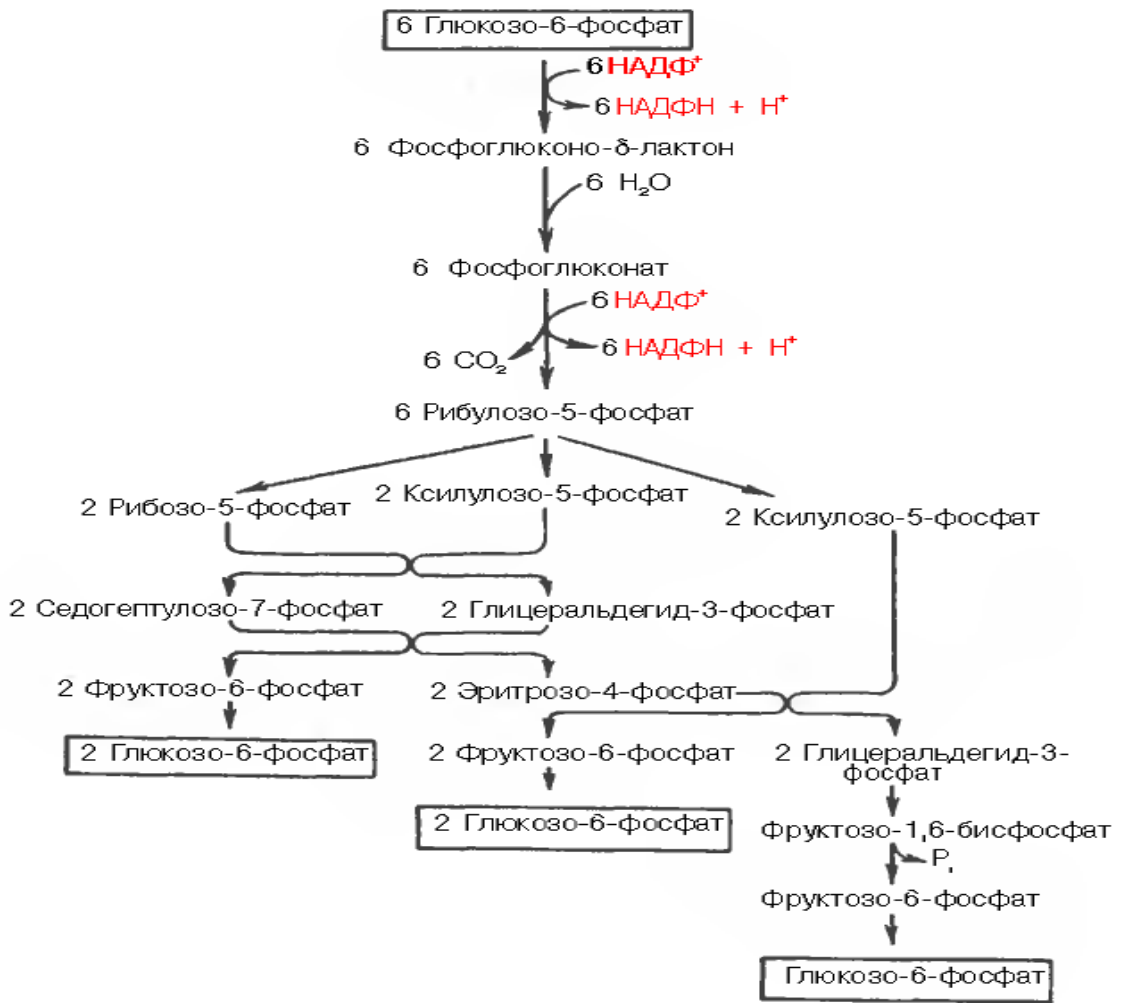 6 Глюкозо-6-фосфат
6 НАДФ⁺
6 НАДФН + Н⁺
6 Фосфоглюконо-δ-лактон
6 H₂O
6 Фосфоглюконат
6 НАДФ⁺
6 НАДФН + Н⁺
6 CO₂
6 Рибулозо-5-фосфат
2 Рибозо-5-фосфат
2 Ксилулозо-5-фосфат
2 Ксилулозо-5-фосфат
2 Седогептулозо-7-фосфат
2 Глицеральдегид-3-фосфат
2 Фруктозо-6-фосфат
2 Эритрозо-4-фосфат
2 Глюкозо-6-фосфат
2 Фруктозо-6-фосфат
2 Глицеральдегид-3-
фосфат
2 Глюкозо-6-фосфат
Фруктозо-1,6-бисфосфат
Pᵢ
Фруктозо-6-фосфат
Глюкозо-6-фосфат